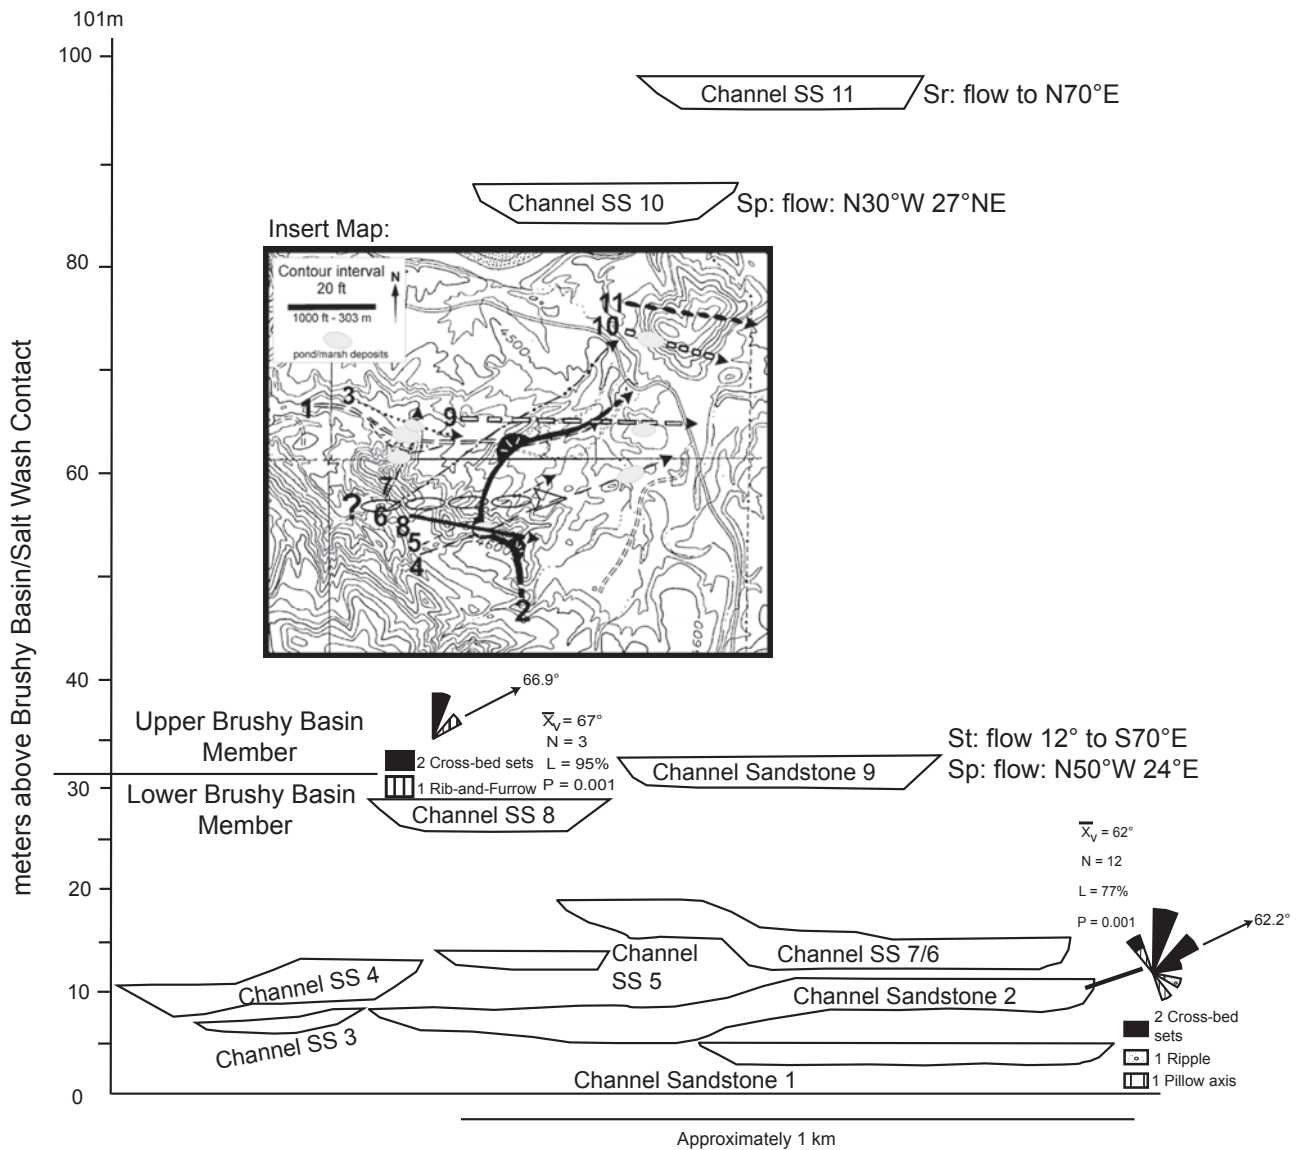 101m
100
Channel SS 11
Sr: flow to N70°E
Channel SS 10
Sp: flow: N30°W 27°NE
Insert Map:
Contour interval
20 ft
N
1000 ft - 303 m
pond/marsh deposits
4500
11
10
1
3
9
7
?
6
8
5
4
2
80
60
40
30
20
10
0
meters above Brushy Basin/Salt Wash Contact
Upper Brushy Basin
Member
Lower Brushy Basin
Member
66.9°
X̅v = 67°
N = 3
L = 95%
P = 0.001
2 Cross-bed sets
1 Rib-and-Furrow
Channel SS 8
Channel Sandstone 9
St: flow 12° to S70°E
Sp: flow: N50°W 24°E
X̅v = 62°
N = 12
L = 77%
P = 0.001
62.2°
Channel
SS 5
Channel SS 7/6
Channel SS 4
Channel Sandstone 2
Channel SS 3
Channel Sandstone 1
2 Cross-bed
sets
1 Ripple
1 Pillow axis
Approximately 1 km